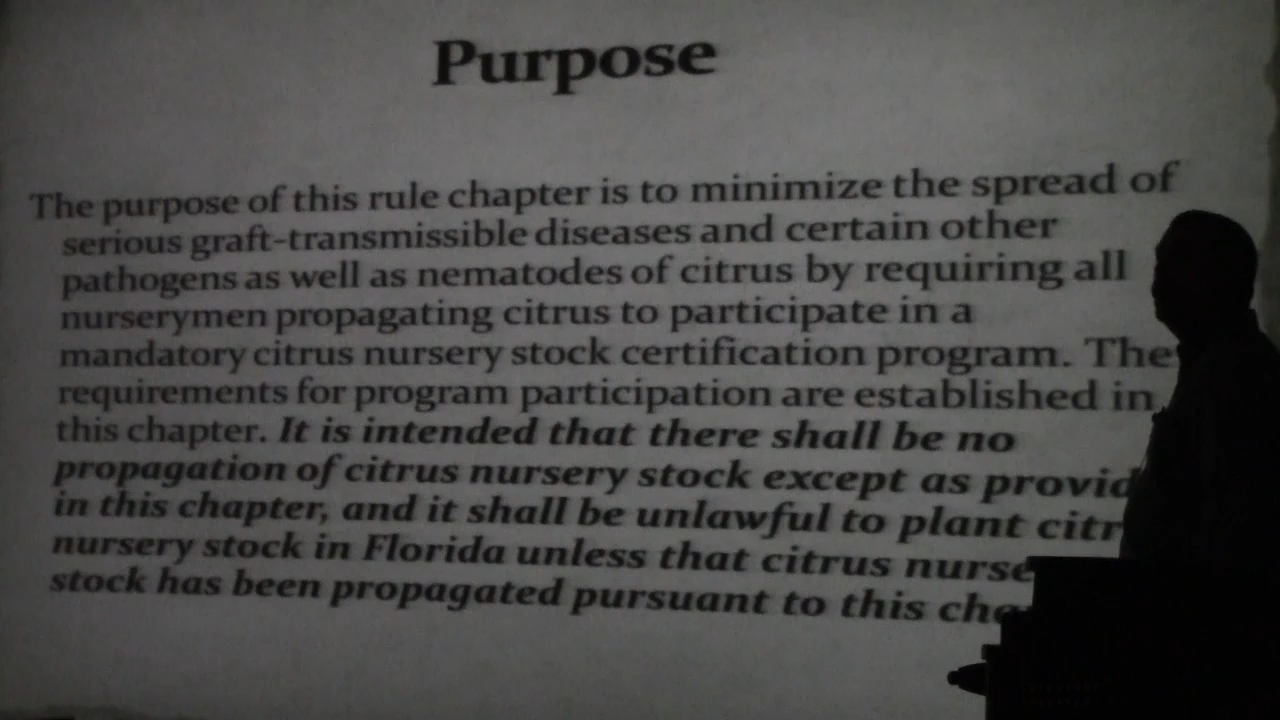 Purpose
The purpose of this rule chapter is to minimize the spread of
serious graft-transmissible diseases and certain other
pathogens as well as nematodes of citrus by requiring all
nurserymen propagating citrus to participate in a
mandatory citrus nursery stock certification program. The
requirements for program participation are established in
this chapter. It is intended that there shall be no
propagation of citrus nursery stock except as provid
in this chapter, and it shall be unlawful to plant citr
nursery stock in Florida unless that citrus nurse
stock has been propagated pursuant to this cha